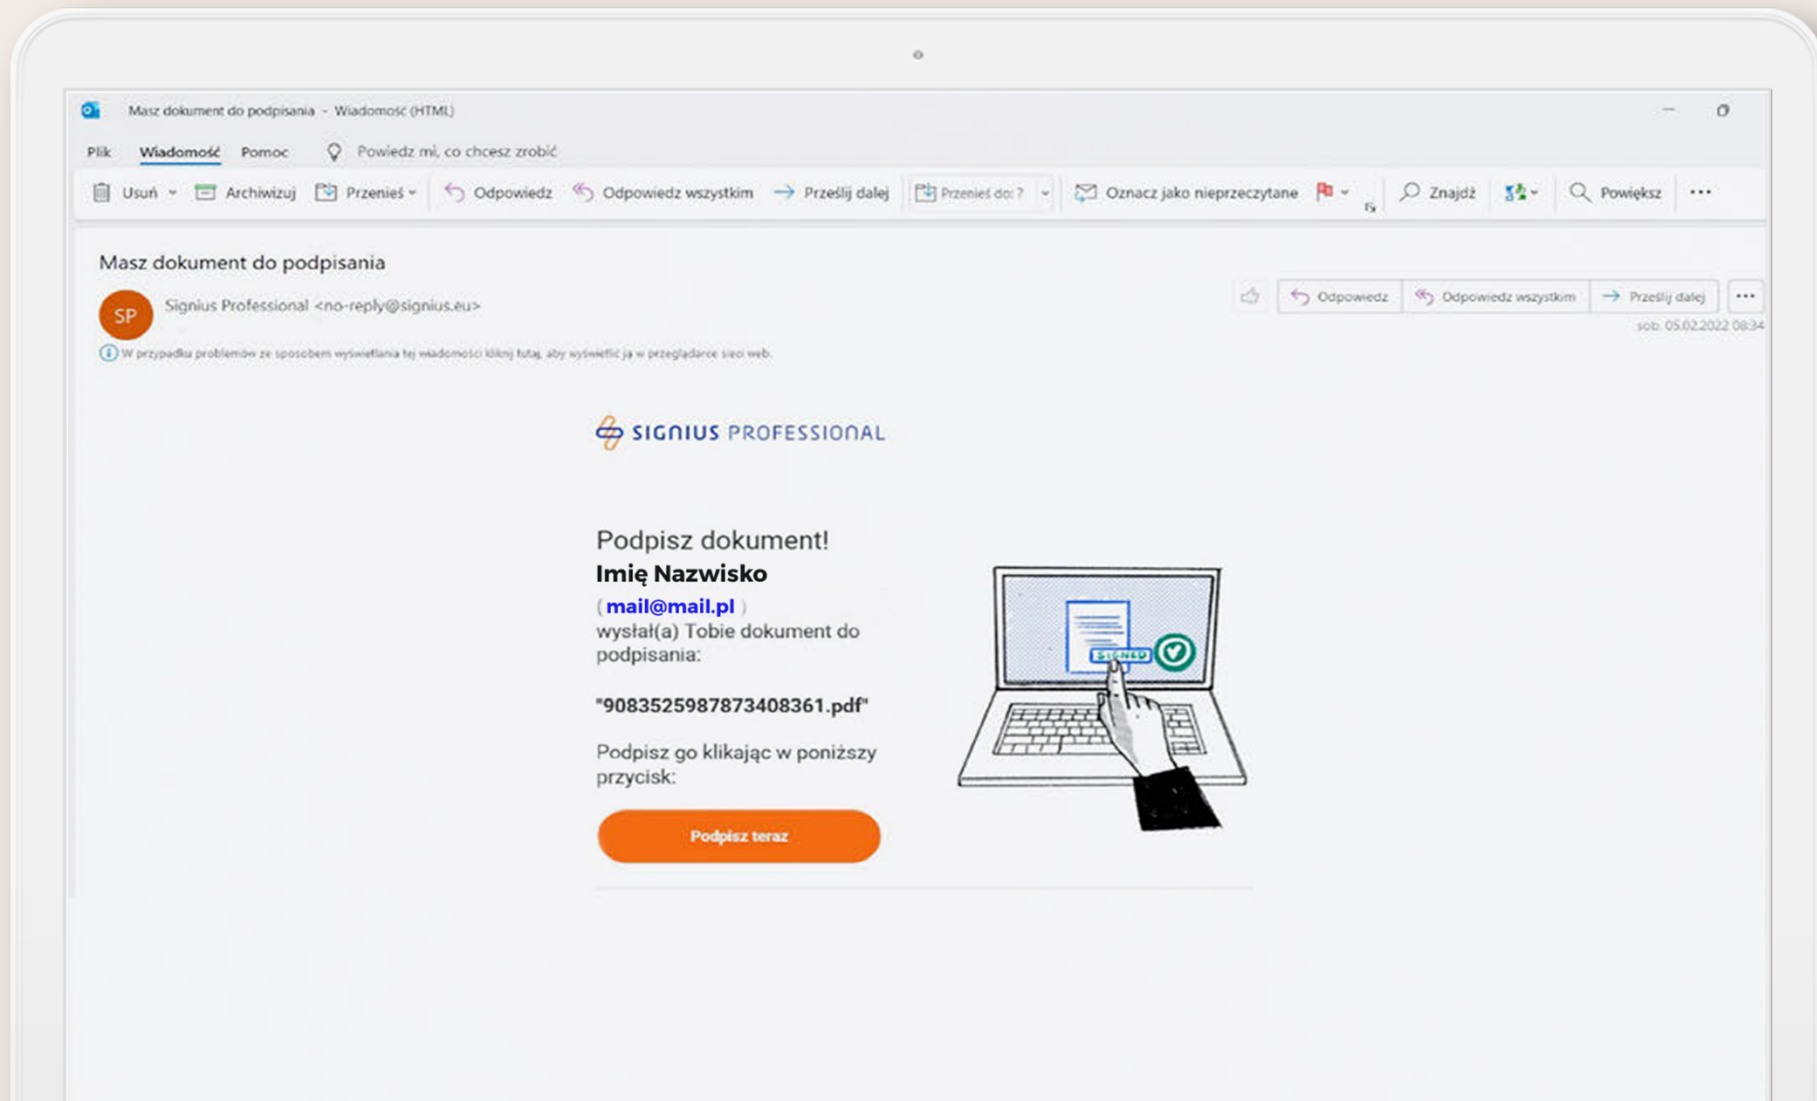 Masz dokument do podpisania - Wiadomość (HTML)
Plik Wiadomość Pomoc Powiedz mi, co chcesz zrobić
Usuń Archiwizuj Przenieś Odpowiedz Odpowiedz wszystkim Prześlij dalej Przenieś do: ? Oznacz jako nieprzeczytane Znajdź Powiększ ...
Masz dokument do podpisania
SP
Signius Professional <no-reply@signius.eu>
Odpowiedz Odpowiedz wszystkim Prześlij dalej ...
sob. 05.02.2022 08:34
W przypadku problemów ze sposobem wyświetlania tej wiadomości kliknij tutaj, aby wyświetlić ją w przeglądarce sieci web.
SIGNIUS PROFESSIONAL
Podpisz dokument!
Imię Nazwisko
( mail@mail.pl )
wysłał(a) Tobie dokument do
podpisania:
"9083525987873408361.pdf"
Podpisz go klikając w poniższy
przycisk:
Podpisz teraz
SIGNED